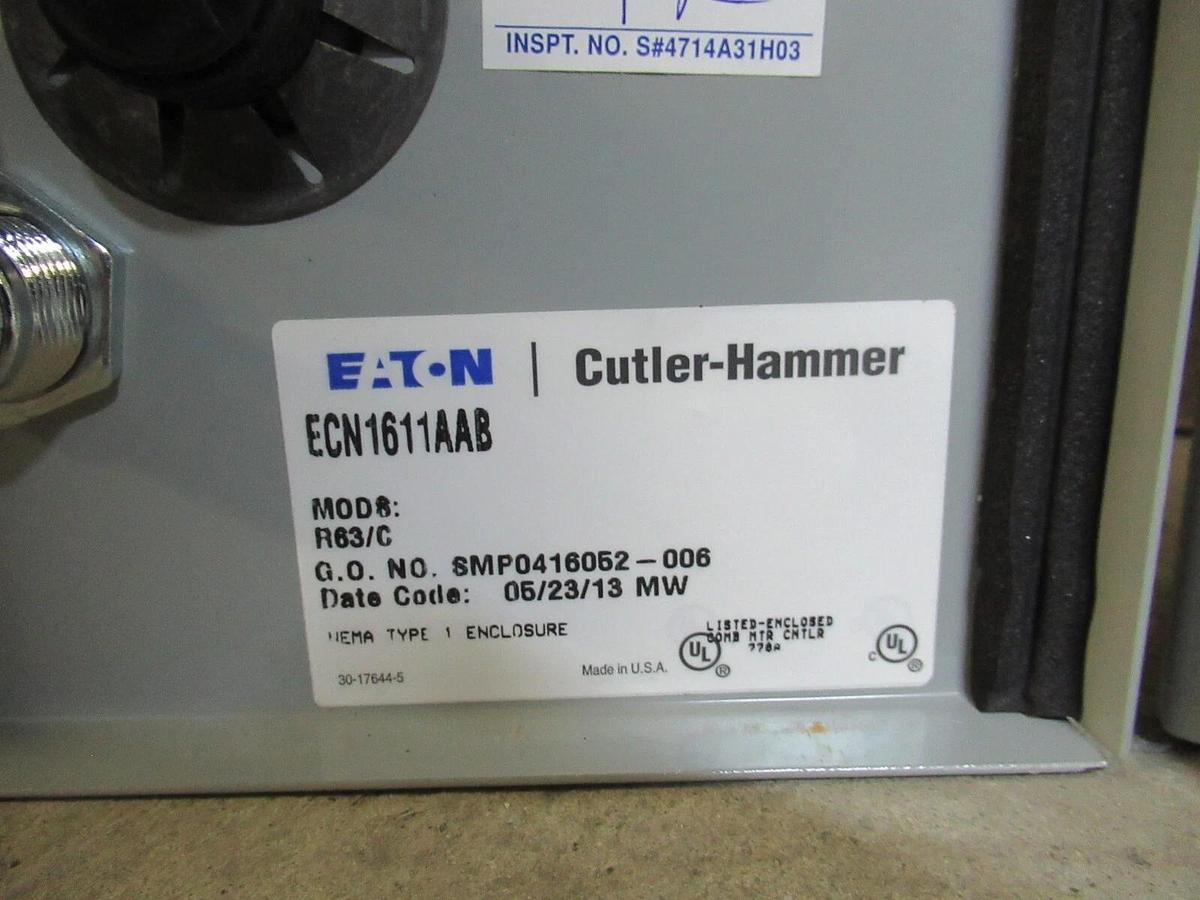 INSPT. NO. S#4714A31H03
EATON | Cutler-Hammer
ECN1611AAB
MODS:
R63/C
G.O. NO. SMP0416052-006
Date Code: 05/23/13 MW
NEMA TYPE 1 ENCLOSURE
LISTED-ENCLOSED
COMB MTR CNTLR
778A
UL ®
c UL ®
30-17644-5
Made in U.S.A.